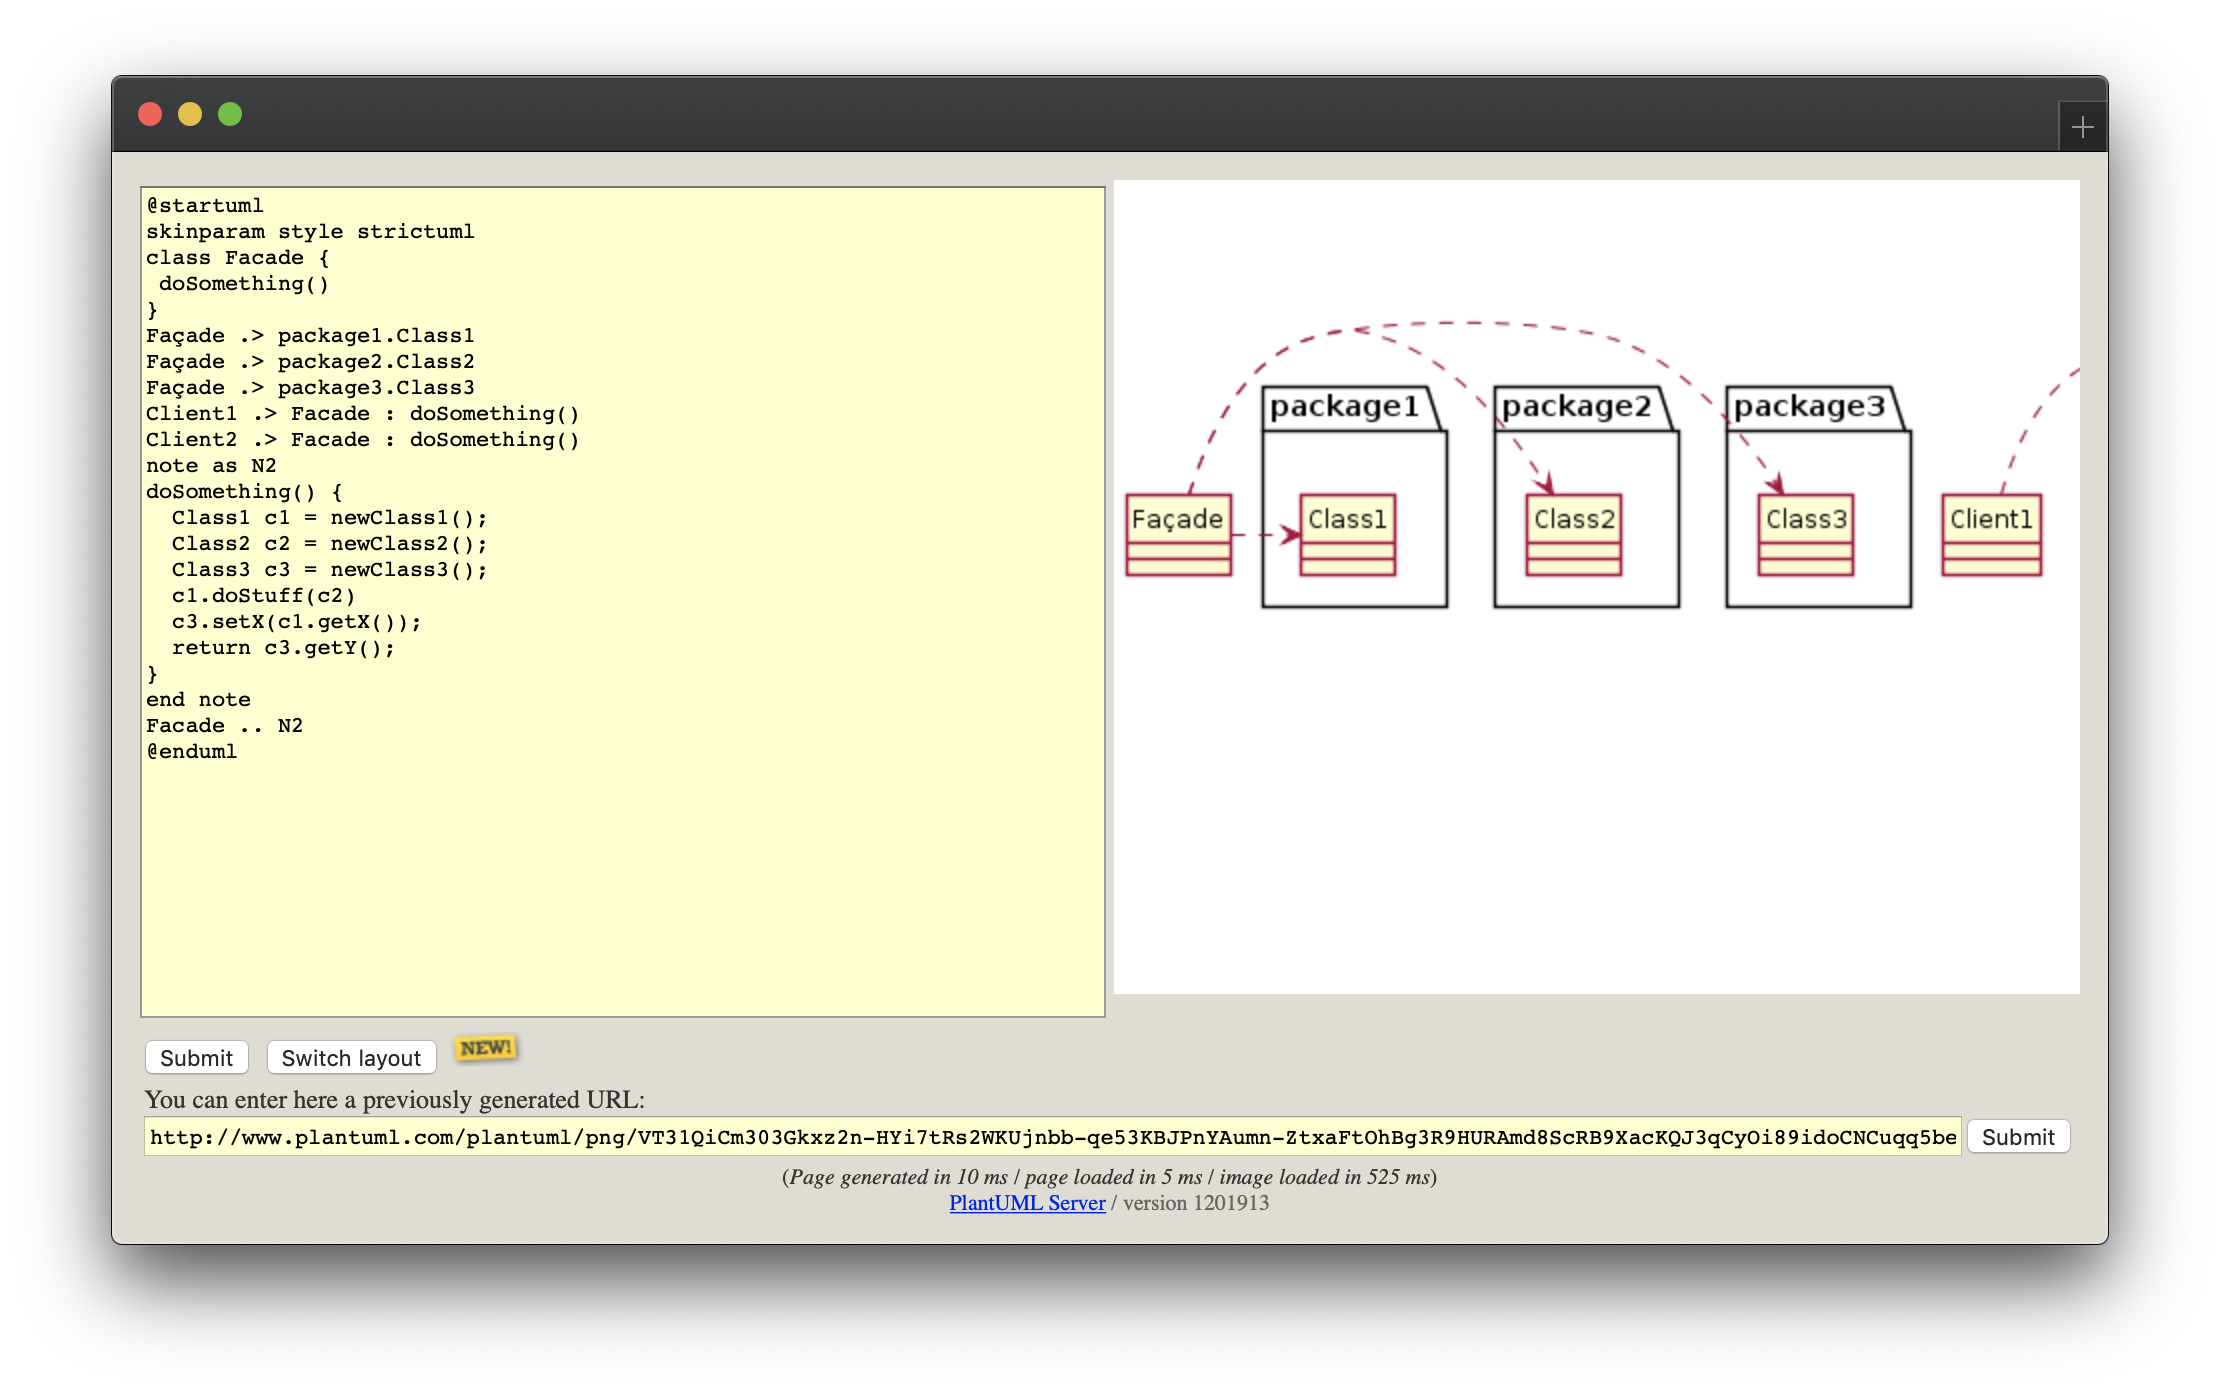 @startuml
skinparam style strictuml
class Facade {
 doSomething()
}
Façade .> package1.Class1
Façade .> package2.Class2
Façade .> package3.Class3
Client1 .> Facade : doSomething()
Client2 .> Facade : doSomething()
note as N2
doSomething() {
  Class1 c1 = newClass1();
  Class2 c2 = newClass2();
  Class3 c3 = newClass3();
  c1.doStuff(c2)
  c3.setX(c1.getX());
  return c3.getY();
}
end note
Facade .. N2
@enduml
package1 package2 package3
Façade Class1 Class2 Class3 Client1
Submit Switch layout NEW!
You can enter here a previously generated URL:
http://www.plantuml.com/plantuml/png/VT31QiCm303Gkxz2n-HYi7tRs2WKUjnbb-qe53KBJPnYAumn-ZtxaFtOhBg3R9HURAmd8ScRB9XacKQJ3qCyOi89idoCNCuqq5be Submit
(Page generated in 10 ms / page loaded in 5 ms / image loaded in 525 ms)
PlantUML Server / version 1201913